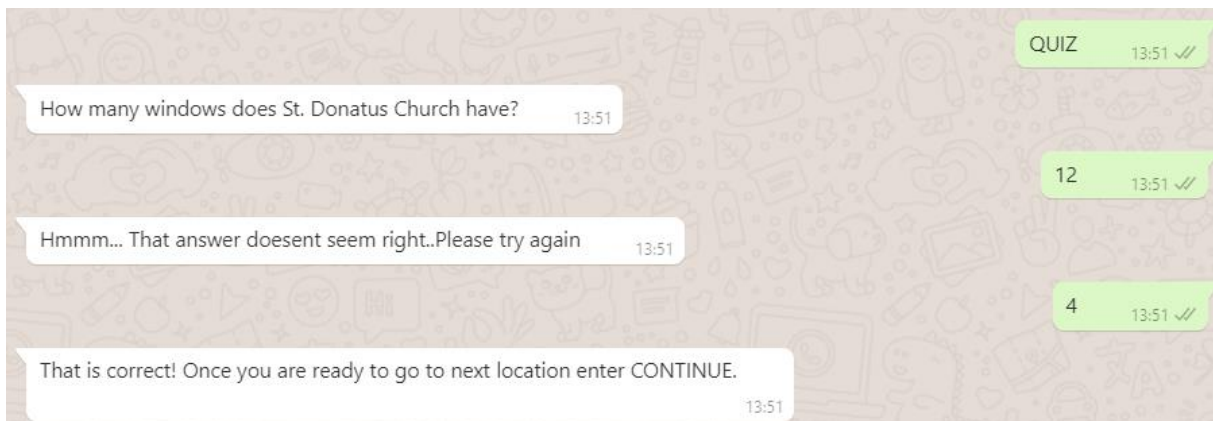 QUIZ 13:51
How many windows does St. Donatus Church have? 13:51
12 13:51
Hmmm... That answer doesent seem right..Please try again 13:51
4 13:51
That is correct! Once you are ready to go to next location enter CONTINUE.
13:51